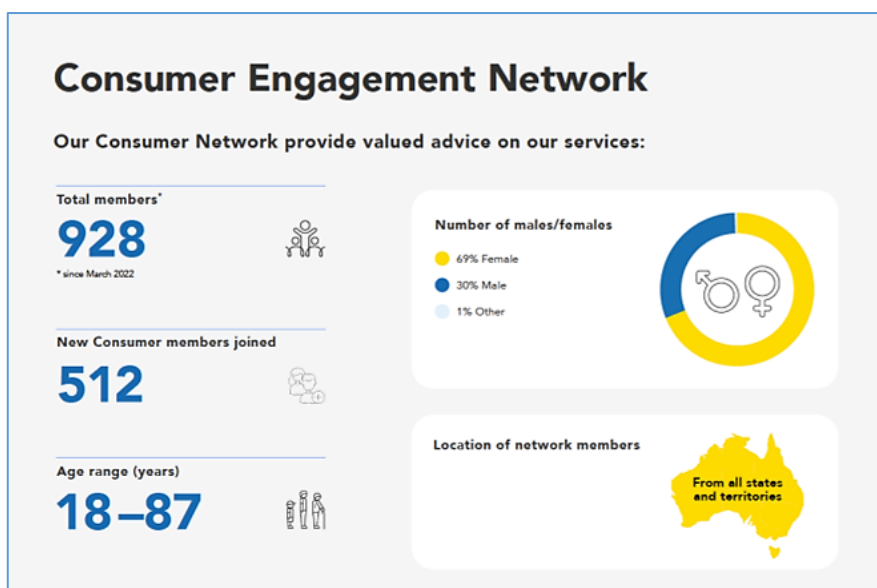 Consumer Engagement Network
Our Consumer Network provide valued advice on our services:
Total members*
928
* since March 2022
New Consumer members joined
512
Age range (years)
18–87
Number of males/females
69% Female
30% Male
1% Other
Location of network members
From all states
and territories